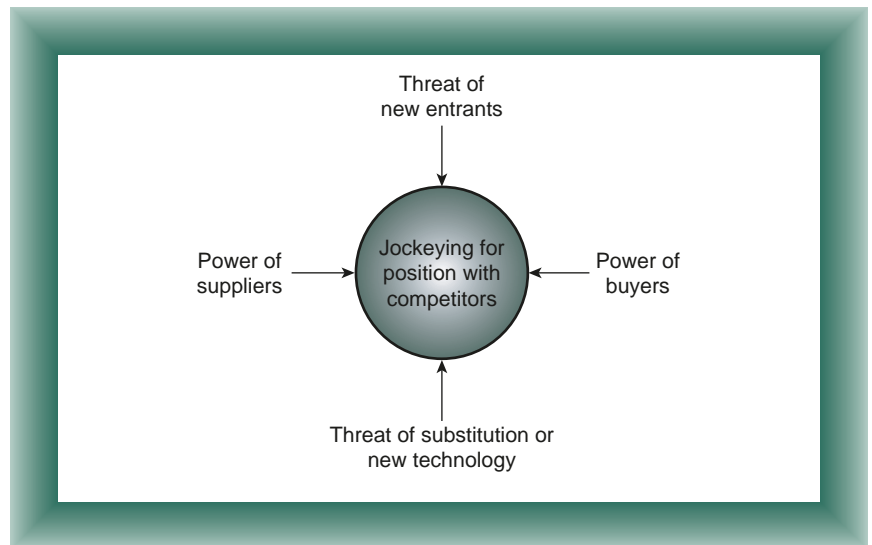 Threat of
new entrants
Power of
suppliers
Jockeying for
position with
competitors
Power of
buyers
Threat of substitution or
new technology